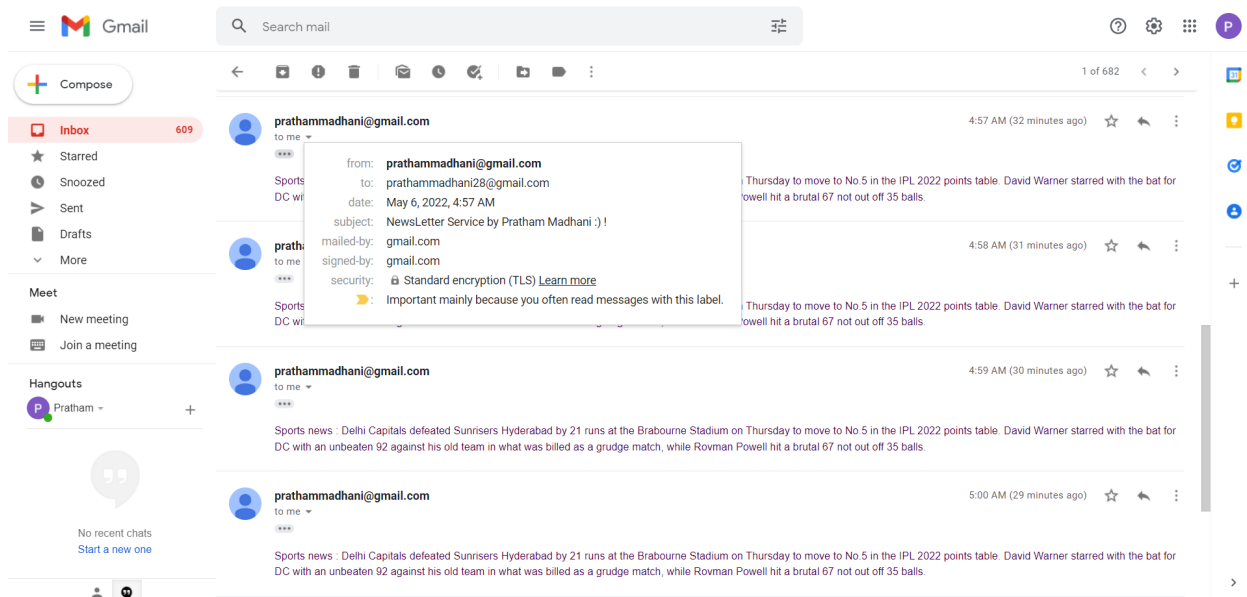 Gmail
Search mail
P
Compose
1 of 682
31
Inbox 609
Starred
Snoozed
Sent
Drafts
More
Meet
New meeting
Join a meeting
Hangouts
P Pratham
No recent chats
Start a new one
prathammadhani@gmail.com 4:57 AM (32 minutes ago)
to me
Sports
Thursday to move to No.5 in the IPL 2022 points table. David Warner starred with the bat for
DC
owell hit a brutal 67 not out off 35 balls.
from: prathammadhani@gmail.com
to: prathammadhani28@gmail.com
date: May 6, 2022, 4:57 AM
subject: NewsLetter Service by Pratham Madhani :) !
mailed-by: gmail.com
signed-by: gmail.com
security: Standard encryption (TLS) Learn more
: Important mainly because you often read messages with this label.
prath 4:58 AM (31 minutes ago)
to me
Sports
Thursday to move to No.5 in the IPL 2022 points table. David Warner starred with the bat for
DC
owell hit a brutal 67 not out off 35 balls.
prathammadhani@gmail.com 4:59 AM (30 minutes ago)
to me
Sports news : Delhi Capitals defeated Sunrisers Hyderabad by 21 runs at the Brabourne Stadium on Thursday to move to No.5 in the IPL 2022 points table. David Warner starred with the bat for
DC with an unbeaten 92 against his old team in what was billed as a grudge match, while Rovman Powell hit a brutal 67 not out off 35 balls.
prathammadhani@gmail.com 5:00 AM (29 minutes ago)
to me
Sports news : Delhi Capitals defeated Sunrisers Hyderabad by 21 runs at the Brabourne Stadium on Thursday to move to No.5 in the IPL 2022 points table. David Warner starred with the bat for
DC with an unbeaten 92 against his old team in what was billed as a grudge match, while Rovman Powell hit a brutal 67 not out off 35 balls.